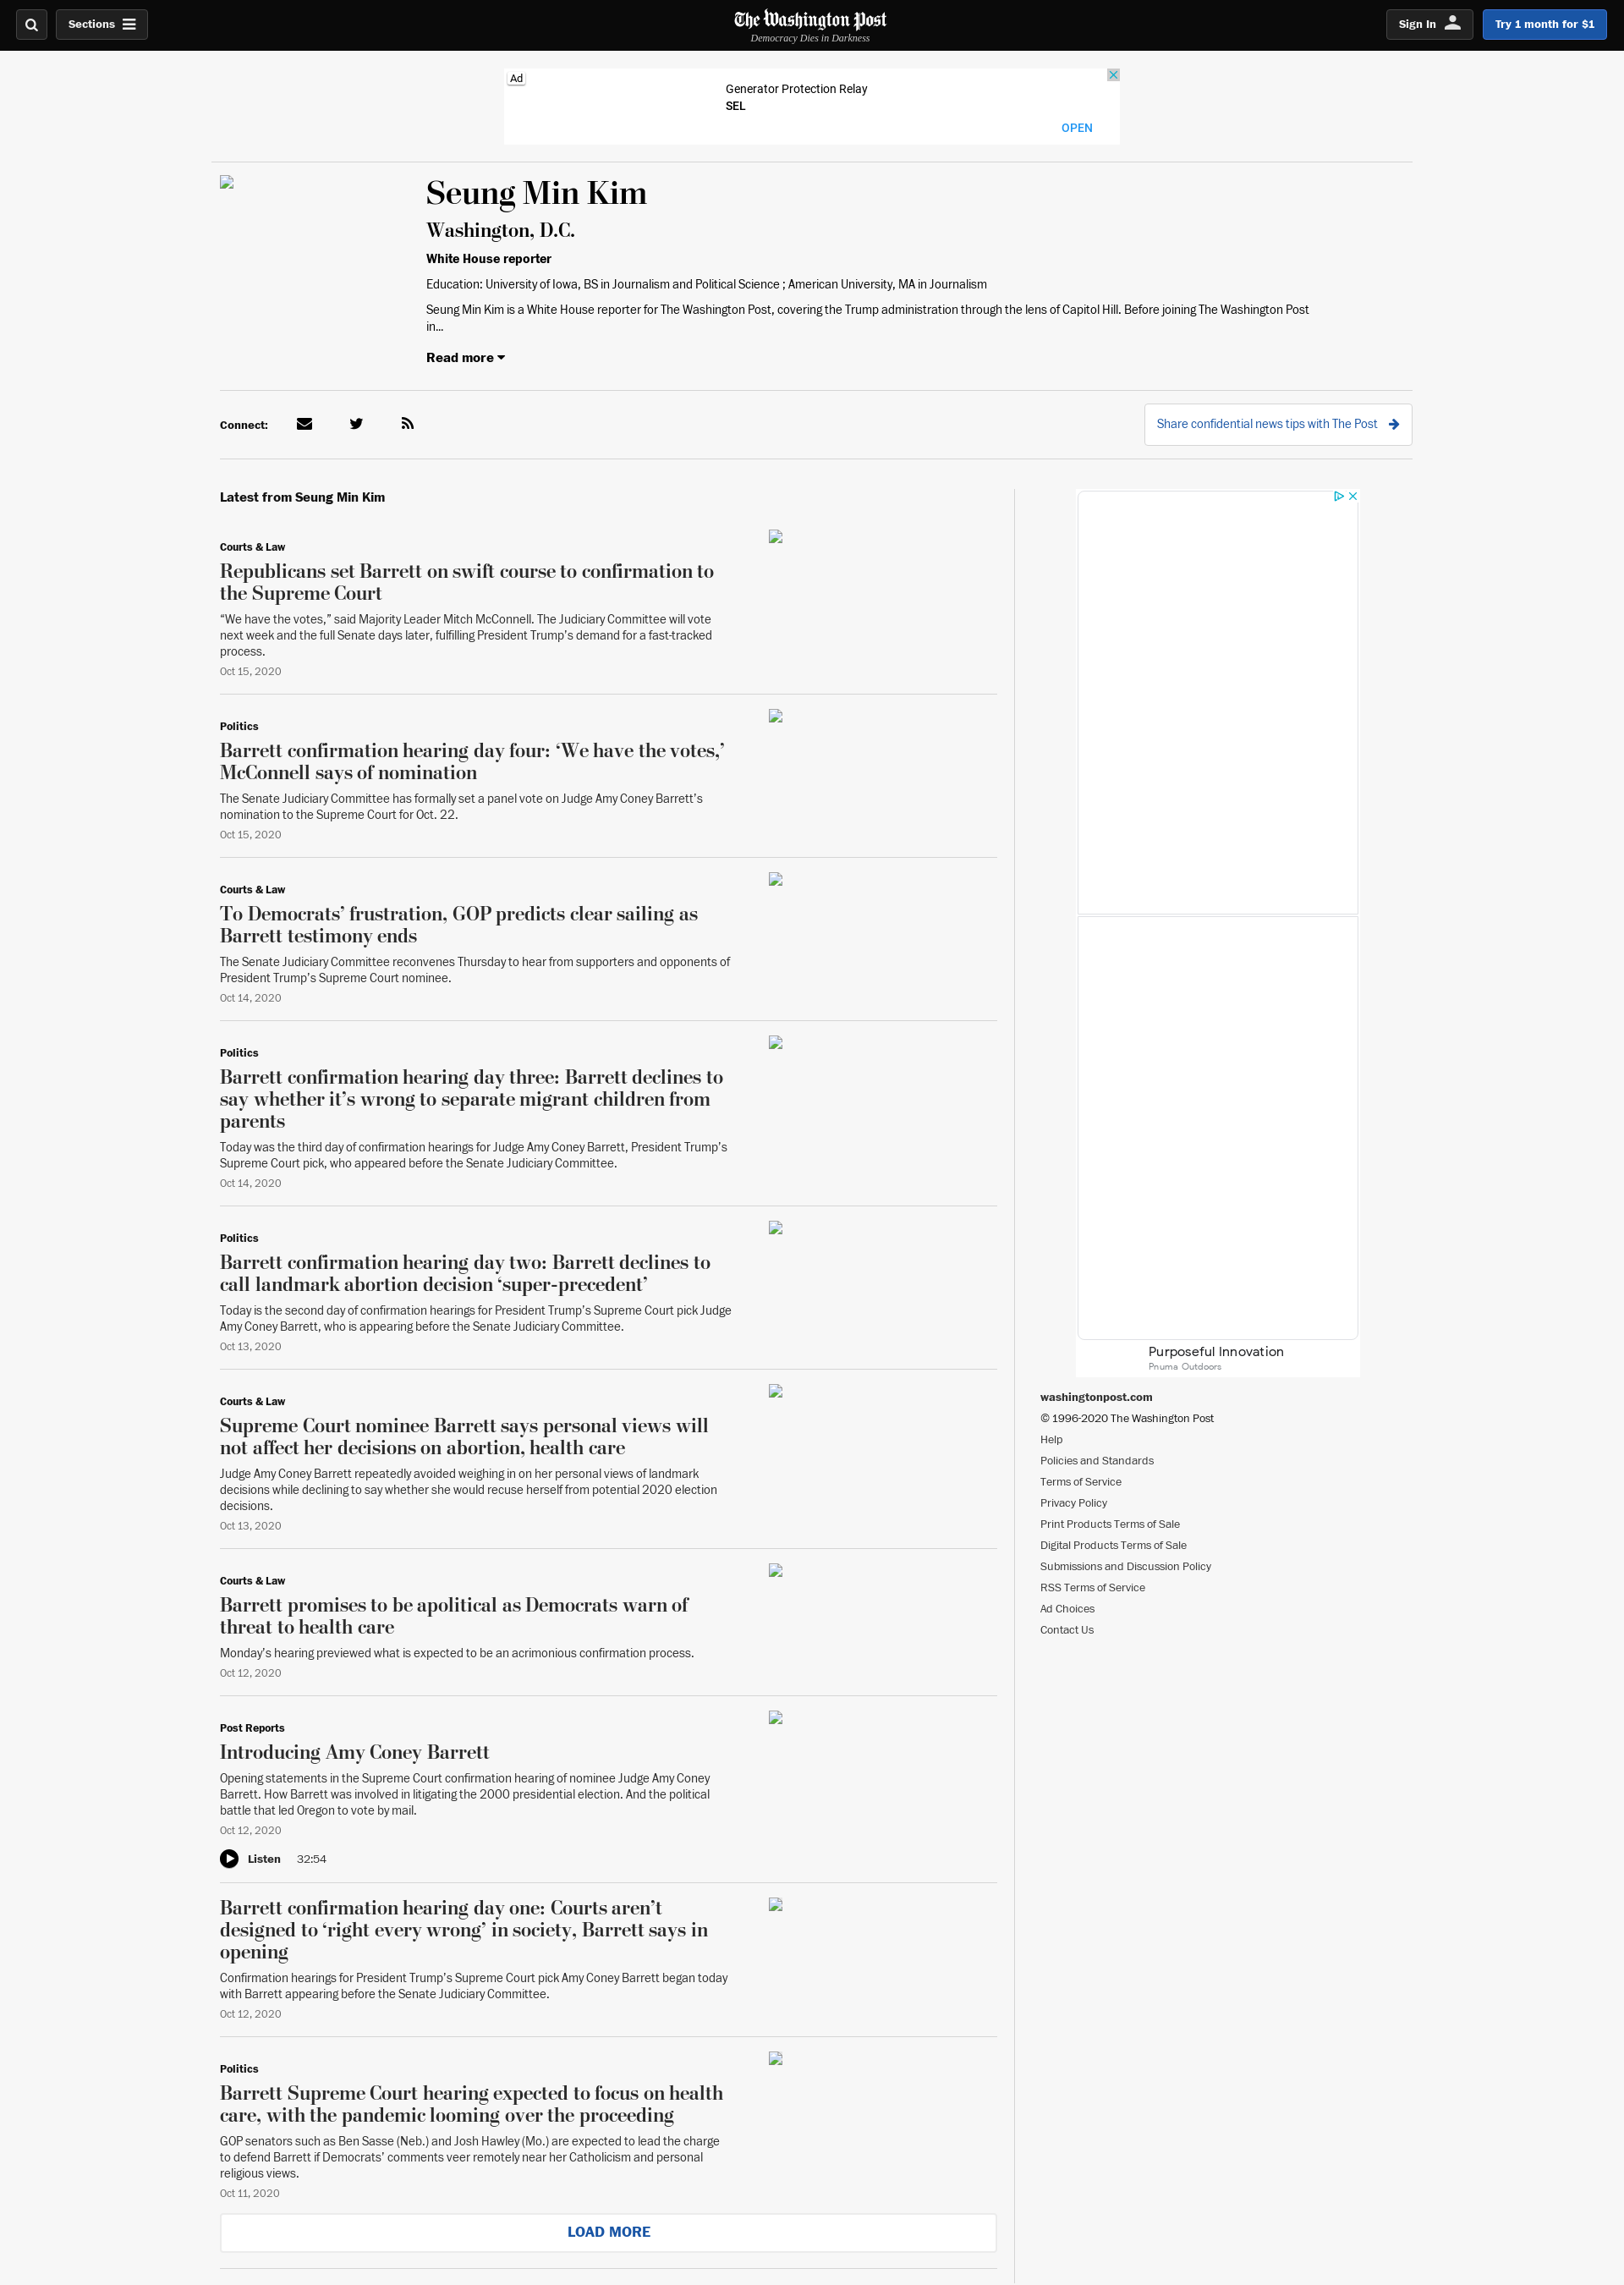 Sections
The Washington Post
Democracy Dies in Darkness
Sign In
Try 1 month for $1
Ad
Generator Protection Relay
SEL
OPEN
Seung Min Kim
Washington, D.C.
White House reporter
Education: University of Iowa, BS in Journalism and Political Science ; American University, MA in Journalism
Seung Min Kim is a White House reporter for The Washington Post, covering the Trump administration through the lens of Capitol Hill. Before joining The Washington Post
in...
Read more
Connect:
Share confidential news tips with The Post
Latest from Seung Min Kim
Courts & Law
Republicans set Barrett on swift course to confirmation to
the Supreme Court
“We have the votes,” said Majority Leader Mitch McConnell. The Judiciary Committee will vote
next week and the full Senate days later, fulfilling President Trump’s demand for a fast-tracked
process.
Oct 15, 2020
Politics
Barrett confirmation hearing day four: ‘We have the votes,’
McConnell says of nomination
The Senate Judiciary Committee has formally set a panel vote on Judge Amy Coney Barrett’s
nomination to the Supreme Court for Oct. 22.
Oct 15, 2020
Courts & Law
To Democrats’ frustration, GOP predicts clear sailing as
Barrett testimony ends
The Senate Judiciary Committee reconvenes Thursday to hear from supporters and opponents of
President Trump’s Supreme Court nominee.
Oct 14, 2020
Politics
Barrett confirmation hearing day three: Barrett declines to
say whether it’s wrong to separate migrant children from
parents
Today was the third day of confirmation hearings for Judge Amy Coney Barrett, President Trump’s
Supreme Court pick, who appeared before the Senate Judiciary Committee.
Oct 14, 2020
Politics
Barrett confirmation hearing day two: Barrett declines to
call landmark abortion decision ‘super-precedent’
Today is the second day of confirmation hearings for President Trump’s Supreme Court pick Judge
Amy Coney Barrett, who is appearing before the Senate Judiciary Committee.
Oct 13, 2020
Courts & Law
Supreme Court nominee Barrett says personal views will
not affect her decisions on abortion, health care
Judge Amy Coney Barrett repeatedly avoided weighing in on her personal views of landmark
decisions while declining to say whether she would recuse herself from potential 2020 election
decisions.
Oct 13, 2020
Courts & Law
Barrett promises to be apolitical as Democrats warn of
threat to health care
Monday’s hearing previewed what is expected to be an acrimonious confirmation process.
Oct 12, 2020
Post Reports
Introducing Amy Coney Barrett
Opening statements in the Supreme Court confirmation hearing of nominee Judge Amy Coney
Barrett. How Barrett was involved in litigating the 2000 presidential election. And the political
battle that led Oregon to vote by mail.
Oct 12, 2020
Listen 32:54
Barrett confirmation hearing day one: Courts aren’t
designed to ‘right every wrong’ in society, Barrett says in
opening
Confirmation hearings for President Trump’s Supreme Court pick Amy Coney Barrett began today
with Barrett appearing before the Senate Judiciary Committee.
Oct 12, 2020
Politics
Barrett Supreme Court hearing expected to focus on health
care, with the pandemic looming over the proceeding
GOP senators such as Ben Sasse (Neb.) and Josh Hawley (Mo.) are expected to lead the charge
to defend Barrett if Democrats’ comments veer remotely near her Catholicism and personal
religious views.
Oct 11, 2020
LOAD MORE
Purposeful Innovation
Pnuma Outdoors
washingtonpost.com
© 1996-2020 The Washington Post
Help
Policies and Standards
Terms of Service
Privacy Policy
Print Products Terms of Sale
Digital Products Terms of Sale
Submissions and Discussion Policy
RSS Terms of Service
Ad Choices
Contact Us